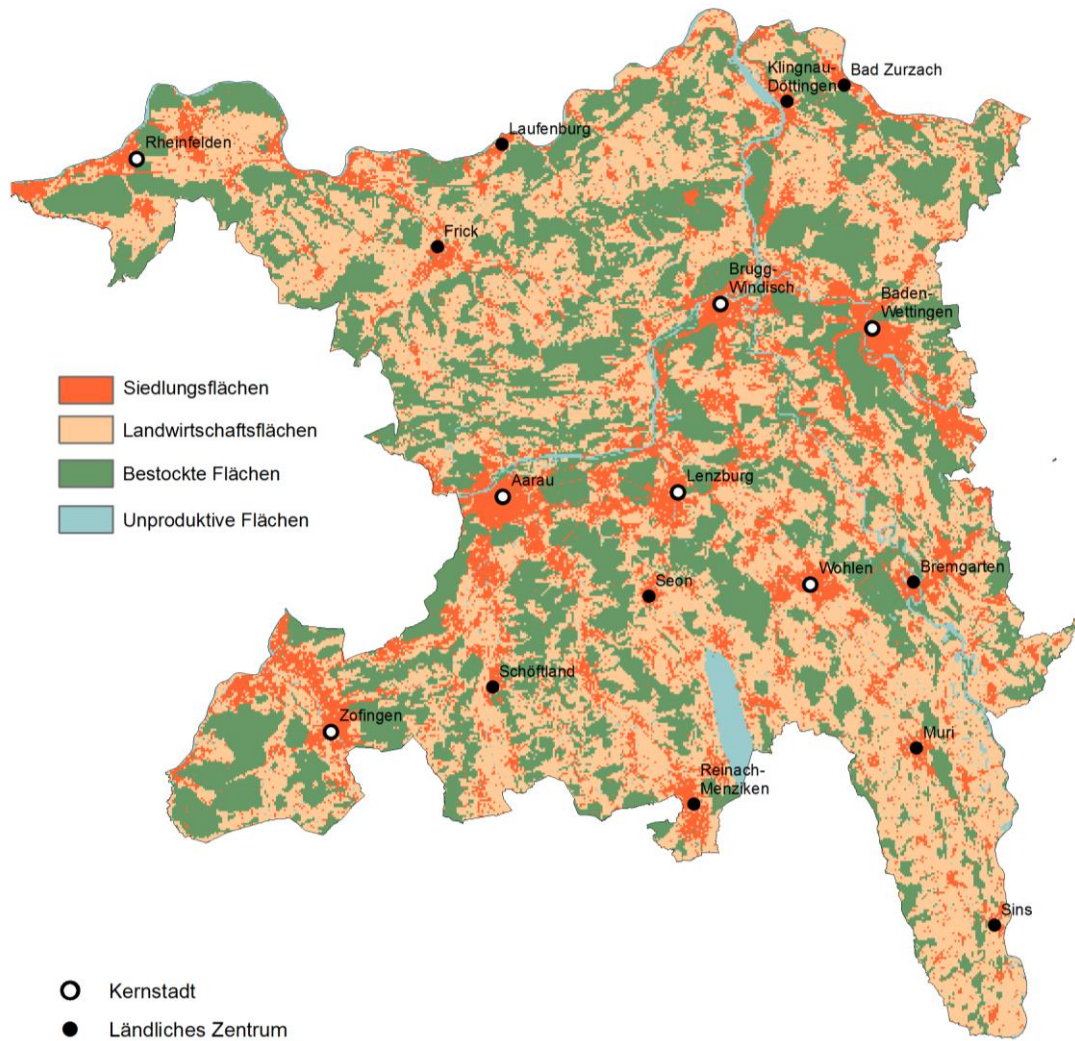 Klingnau-
Döttingen
Bad Zurzach
Rheinfelden
Laufenburg
Frick
Brugg-
Windisch
Baden-
Wettingen
Siedlungsflächen
Landwirtschaftsflächen
Bestockte Flächen
Unproduktive Flächen
Aarau
Lenzburg
Seon
Wohlen
Bremgarten
Schöftland
Zofingen
Muri
Reinach-
Menziken
Sins
Kernstadt
Ländliches Zentrum